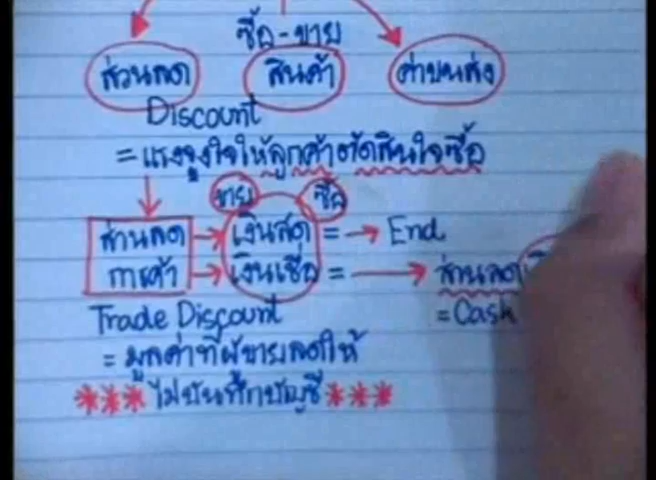 ซื้อ-ขาย
ส่วนลด สินค้า ค่าขนส่ง
Discount
= แรงจูงใจให้ลูกค้าตัดสินใจซื้อ
ขาย ซื้อ
ส่วนลด → เงินสด = → End
การค้า → เงินเชื่อ = → ส่วนลด
Trade Discount = Cash
= มูลค่าที่ผู้ขายลดให้
*** ไม่บันทึกบัญชี ***